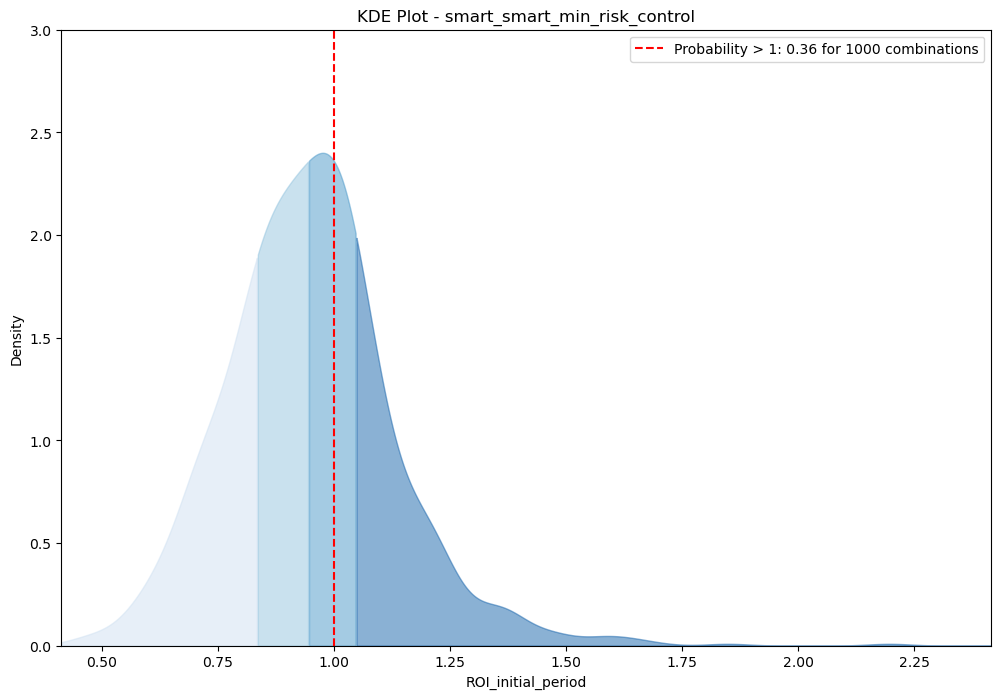 KDE Plot - smart_smart_min_risk_control
Probability > 1: 0.36 for 1000 combinations
3.0
2.5
2.0
1.5
1.0
0.5
0.0
Density
0.50 0.75 1.00 1.25 1.50 1.75 2.00 2.25
ROI_initial_period